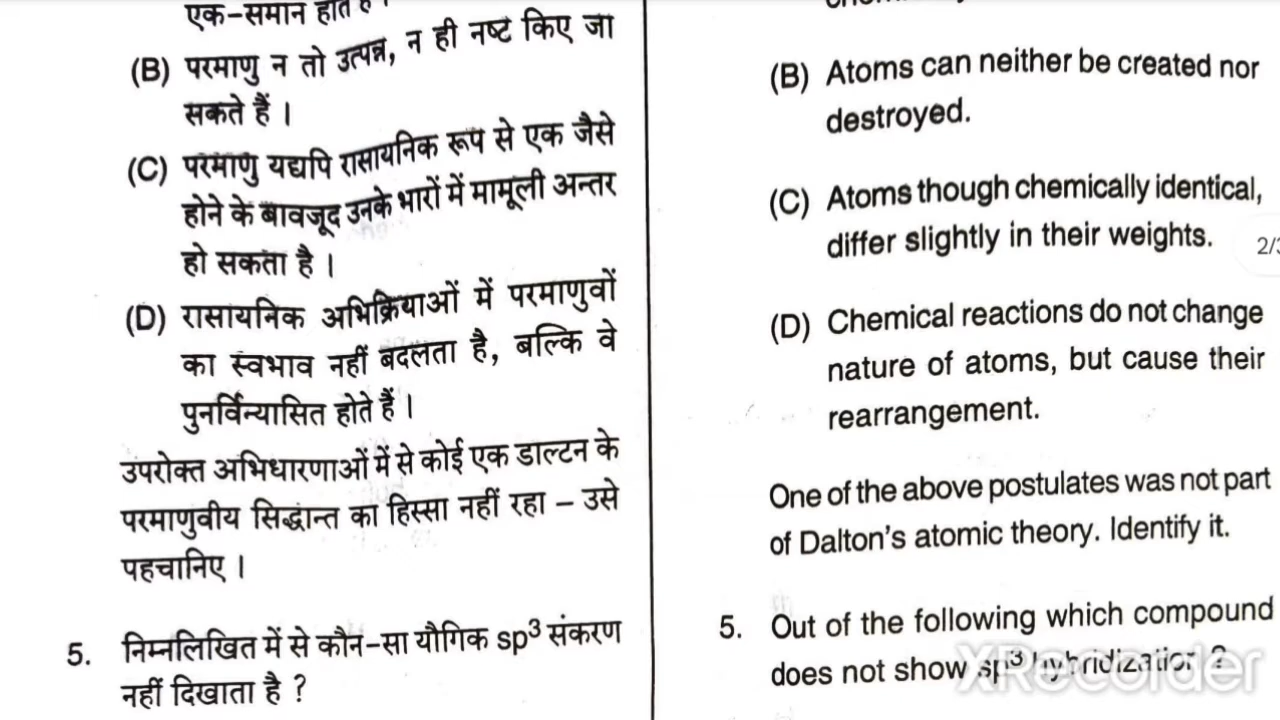 एक-समान होते हैं।
(B) परमाणु न तो उत्पन्न, न ही नष्ट किए जा
सकते हैं ।
(C) परमाणु यद्यपि रासायनिक रूप से एक जैसे
होने के बावजूद उनके भारों में मामूली अन्तर
हो सकता है ।
(D) रासायनिक अभिक्रियाओं में परमाणुवों
का स्वभाव नहीं बदलता है, बल्कि वे
पुनर्विन्यासित होते हैं ।
उपरोक्त अभिधारणाओं में से कोई एक डाल्टन के
परमाणुवीय सिद्धान्त का हिस्सा नहीं रहा – उसे
पहचानिए ।
5. निम्नलिखित में से कौन-सा यौगिक sp³ संकरण
नहीं दिखाता है ?
(B) Atoms can neither be created nor
destroyed.
(C) Atoms though chemically identical,
differ slightly in their weights.
2/3
(D) Chemical reactions do not change
nature of atoms, but cause their
rearrangement.
One of the above postulates was not part
of Dalton's atomic theory. Identify it.
5. Out of the following which compound
does not show sp³ hybridization ?
XRecorder